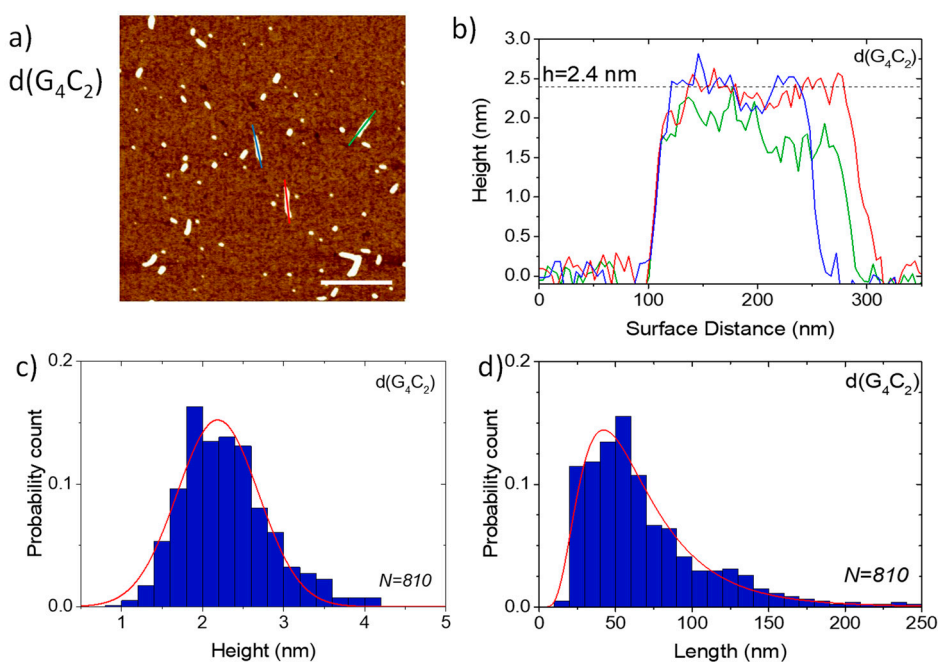 a)
d(G₄C₂)
b)
3.0
2.5
2.0
1.5
1.0
0.5
0.0
Height (nm)
h=2.4 nm
d(G₄C₂)
0
100
200
300
Surface Distance (nm)
c)
0.2
0.1
0.0
Probability count
d(G₄C₂)
N=810
1
2
3
4
5
Height (nm)
d)
0.2
0.1
0.0
Probability count
d(G₄C₂)
N=810
0
50
100
150
200
250
Length (nm)